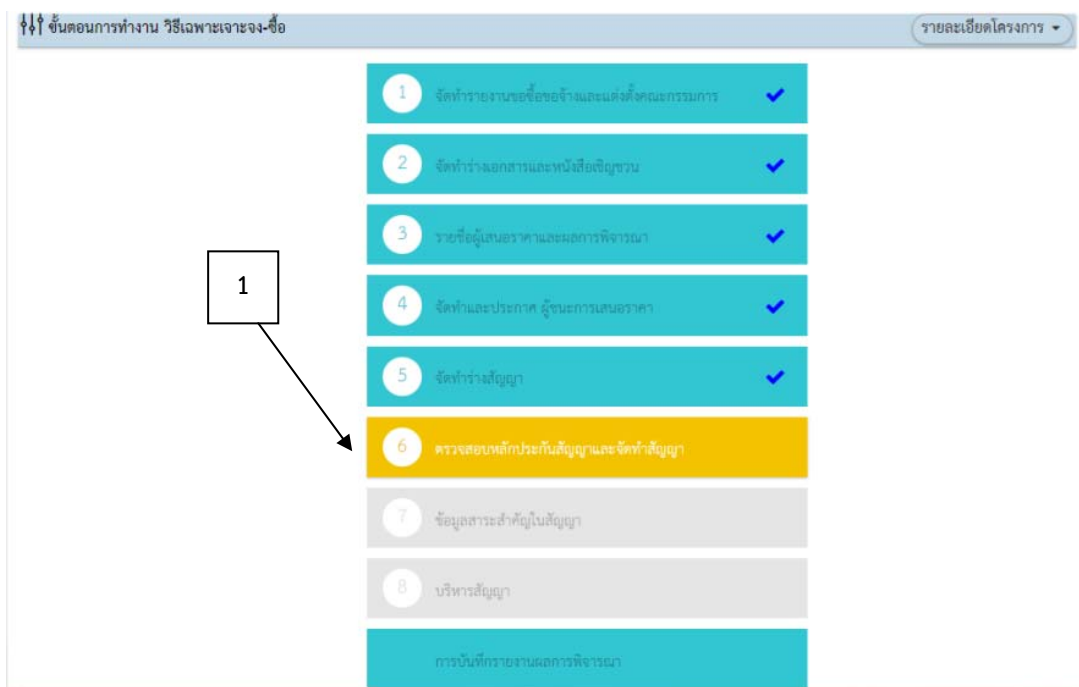 ขั้นตอนการทำงาน วิธีเฉพาะเจาะจง-ซื้อ
รายละเอียดโครงการ
1 จัดทำรายงานขอซื้อขอจ้างและแต่งตั้งคณะกรรมการ
2 จัดทำร่างเอกสารและหนังสือเชิญชวน
3 รายชื่อผู้เสนอราคาและผลการพิจารณา
1
4 จัดทำและประกาศ ผู้ชนะการเสนอราคา
5 จัดทำร่างสัญญา
6 ตรวจสอบหลักประกันสัญญาและจัดทำสัญญา
7 ข้อมูลสาระสำคัญในสัญญา
8 บริหารสัญญา
การบันทึกรายงานผลการพิจารณา